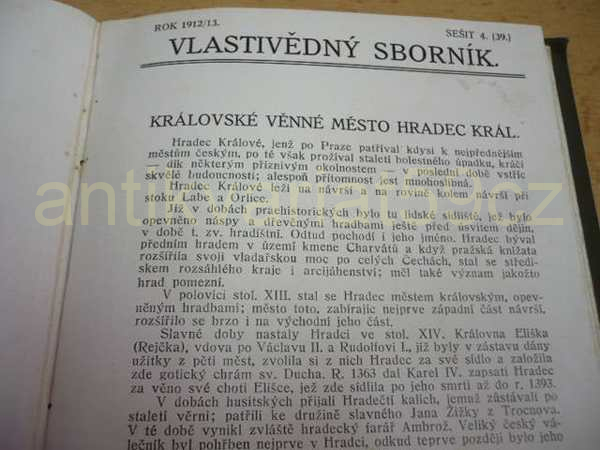 ROK 1912/13. SEŠIT 4. (39.)
VLASTIVĚDNÝ SBORNÍK.
KRÁLOVSKÉ VĚNNÉ MĚSTO HRADEC KRÁL.
Hradec Králové, jenž po Praze patříval kdysi k nejpřednějším
městům českým, po té však prožíval staletí bolestného úpadku, kráčí
— dík některým příznivým okolnostem — v poslední době vstříc
skvělé budoucnosti; alespoň přítomnost jest mnohoslibná.
Hradec Králové leží na návrší a na rovině kolem návrší při
stoku Labe a Orlice.
Již v dobách praehistorických bylo tu lidské sídliště, jež bylo
opevněno náspy a dřevěnými hradbami ještě před úsvitem dějin,
v době t. zv. hradištní. Odtud pochodí i jeho jméno. Hradec býval
předním hradem v území kmene Charvátů a když pražská knížata
rozšířila svoji vladařskou moc po celých Čechách, stal se středi-
skem rozsáhlého kraje i arcijáhenství; měl také význam jakožto
hrad pomezní.
V polovici stol. XIII. stal se Hradec městem královským, opev-
něným hradbami; město toto, zabírajíc nejprve západní část návrší,
rozšířilo se brzo i na východní jeho část.
Slavné doby nastaly Hradci ve stol. XIV. Královna Eliška
(Rejčka), vdova po Václavu II. a Rudolfovi I., jíž byly v zástavu dány
užitky z pěti měst, zvolila si z nich Hradec za své sídlo a založila
zde gotický chrám sv. Ducha. R. 1363 dal Karel IV. zapsati Hradec
za věno své choti Elišce, jež zde sídlila po jeho smrti až do r. 1393.
V dobách husitských přijali Hradečtí kalich, jemuž zůstávali po
staletí věrni; patřili ke družině slavného Jana Žižky z Trocnova.
V té době vynikl zvláště hradecký farář Ambrož. Veliký český vá-
lečník byl pohřben nejprve v Hradci, odkud teprve později bylo jeho